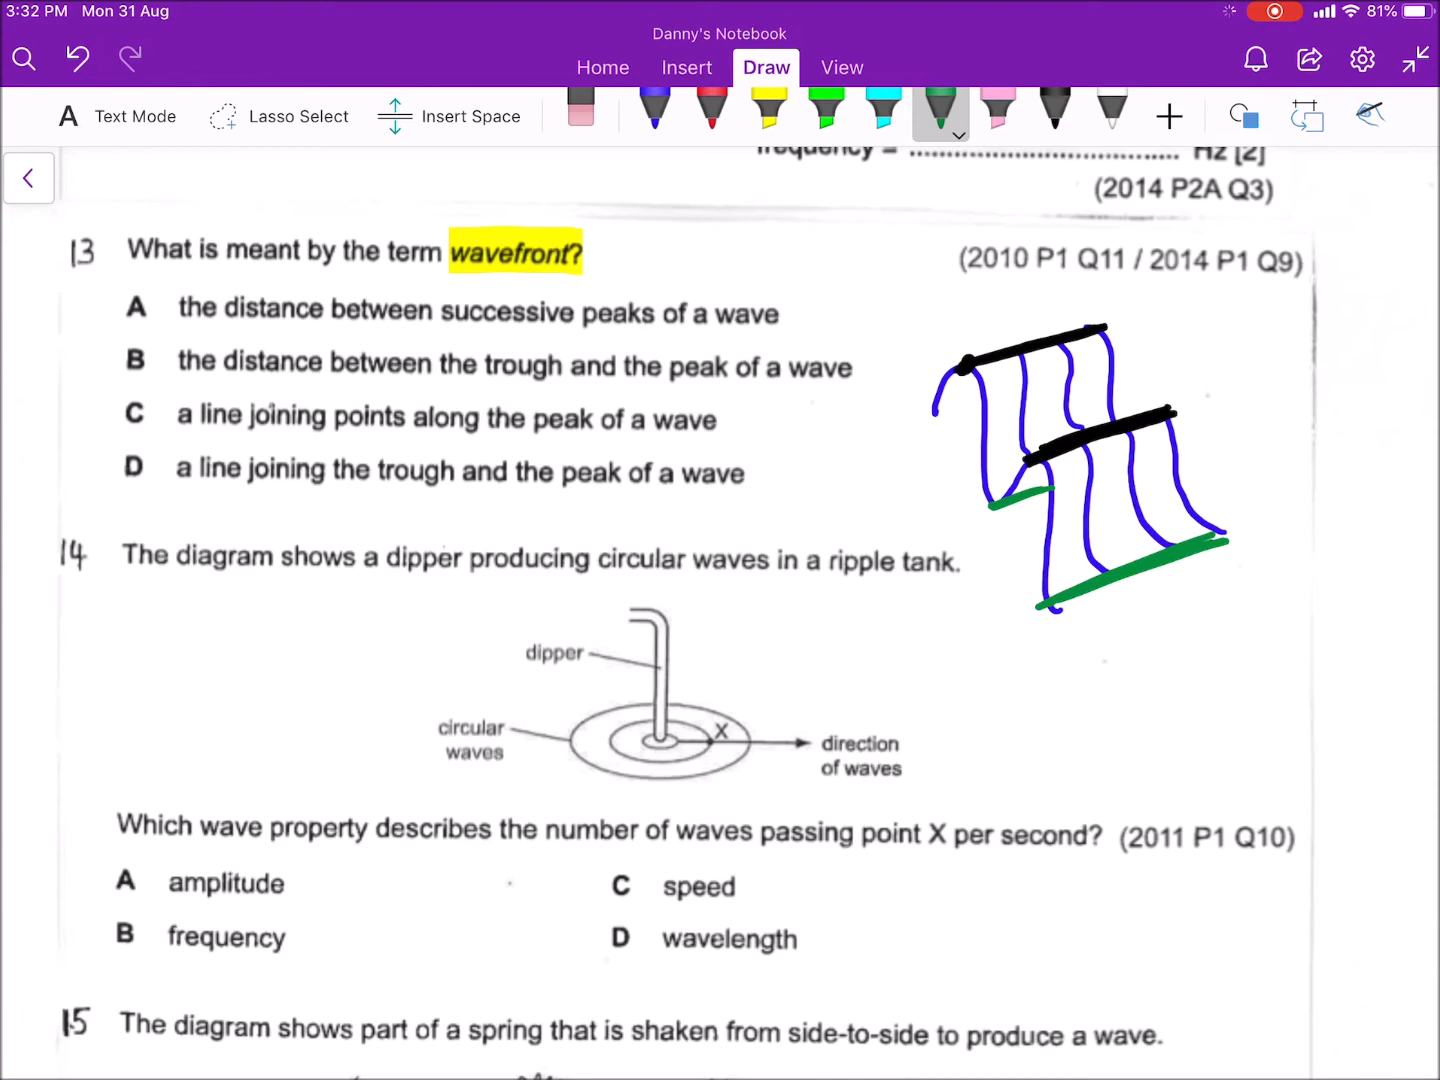 3:32 PM Mon 31 Aug
81%
Danny's Notebook
Home Insert Draw View
A Text Mode Lasso Select Insert Space
frequency = ........................................ Hz [2]
(2014 P2A Q3)
13 What is meant by the term wavefront? (2010 P1 Q11 / 2014 P1 Q9)
A the distance between successive peaks of a wave
B the distance between the trough and the peak of a wave
C a line joining points along the peak of a wave
D a line joining the trough and the peak of a wave
14 The diagram shows a dipper producing circular waves in a ripple tank.
dipper
circular
waves
X
direction
of waves
Which wave property describes the number of waves passing point X per second? (2011 P1 Q10)
A amplitude C speed
B frequency D wavelength
15 The diagram shows part of a spring that is shaken from side-to-side to produce a wave.